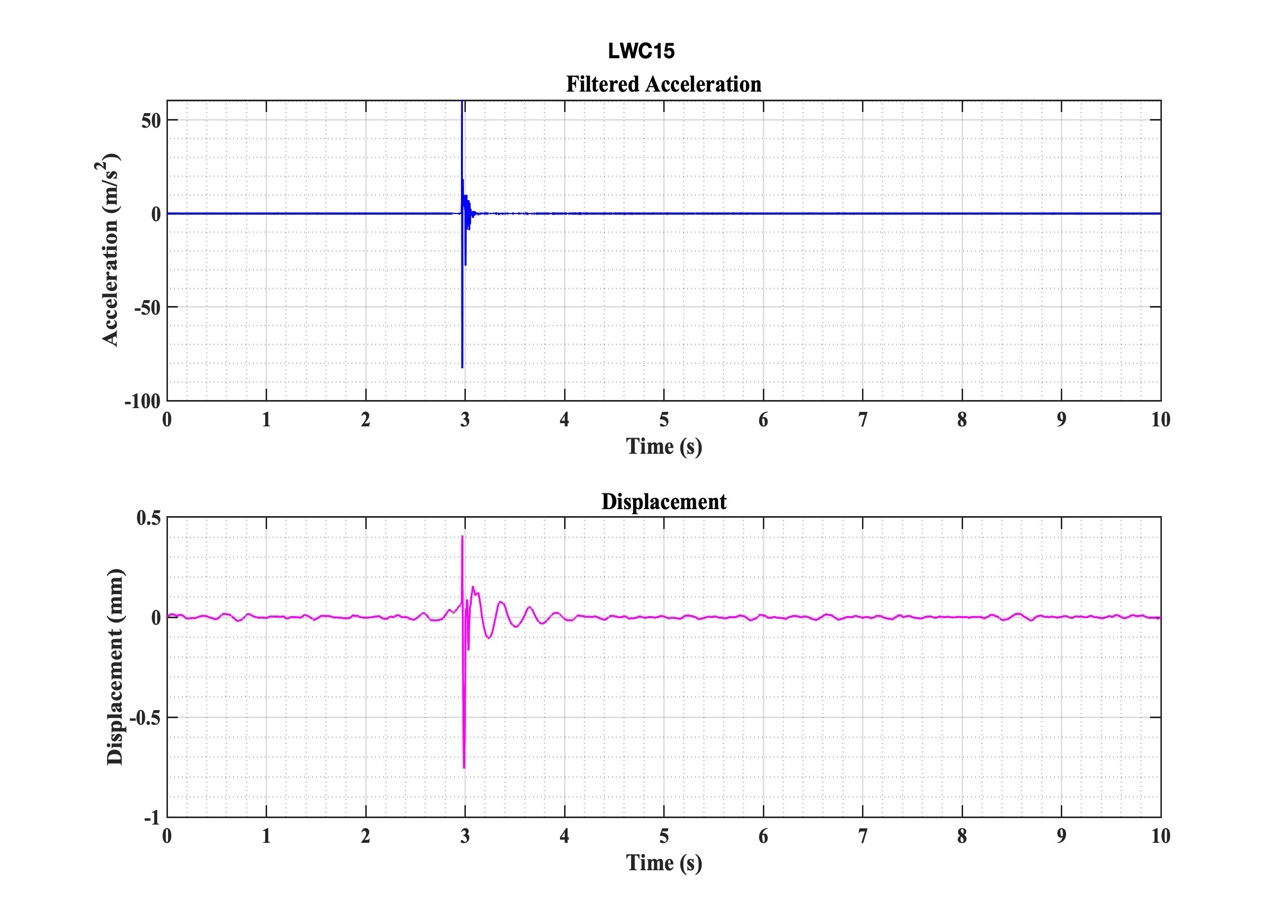 LWC15
Filtered Acceleration
50
0
-50
-100
Acceleration (m/s²)
0 1 2 3 4 5 6 7 8 9 10
Time (s)
Displacement
0.5
0
-0.5
-1
Displacement (mm)
0 1 2 3 4 5 6 7 8 9 10
Time (s)